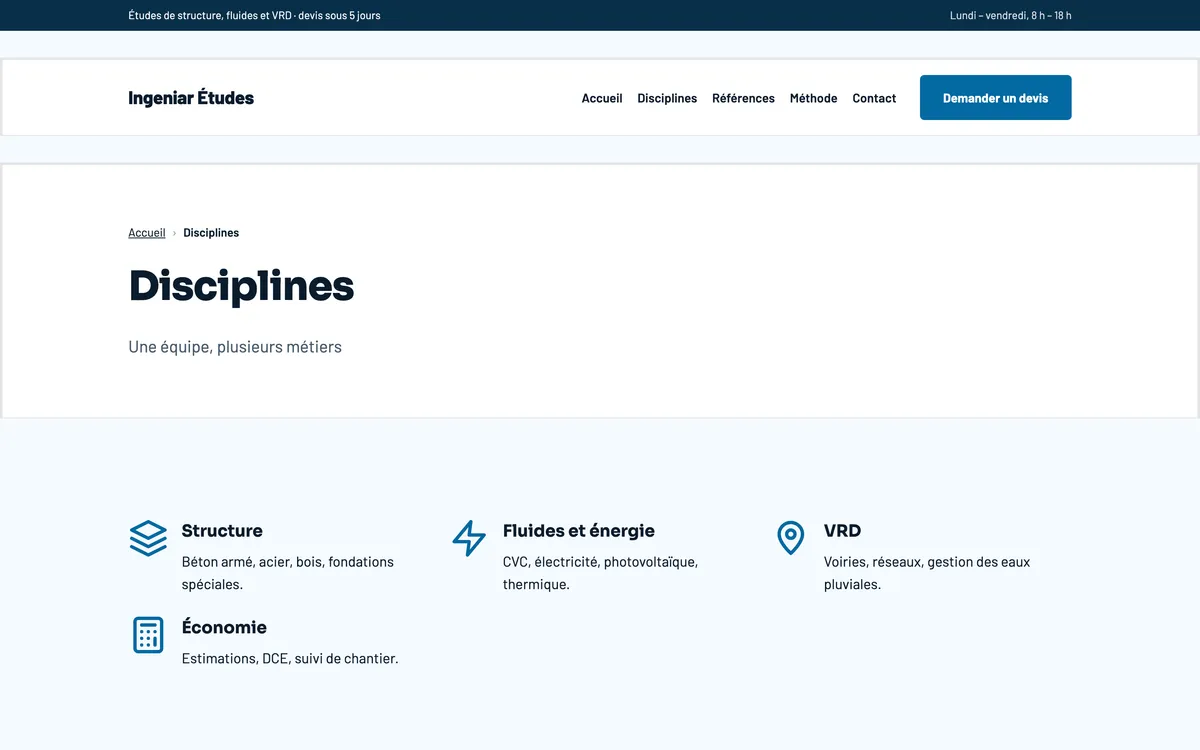 Études de structure, fluides et VRD · devis sous 5 jours
Lundi – vendredi, 8 h – 18 h
Ingeniar Études
Accueil
Disciplines
Références
Méthode
Contact
Demander un devis
Accueil › Disciplines
Disciplines
Une équipe, plusieurs métiers
Structure
Béton armé, acier, bois, fondations
spéciales.
Fluides et énergie
CVC, électricité, photovoltaïque,
thermique.
VRD
Voiries, réseaux, gestion des eaux
pluviales.
Économie
Estimations, DCE, suivi de chantier.